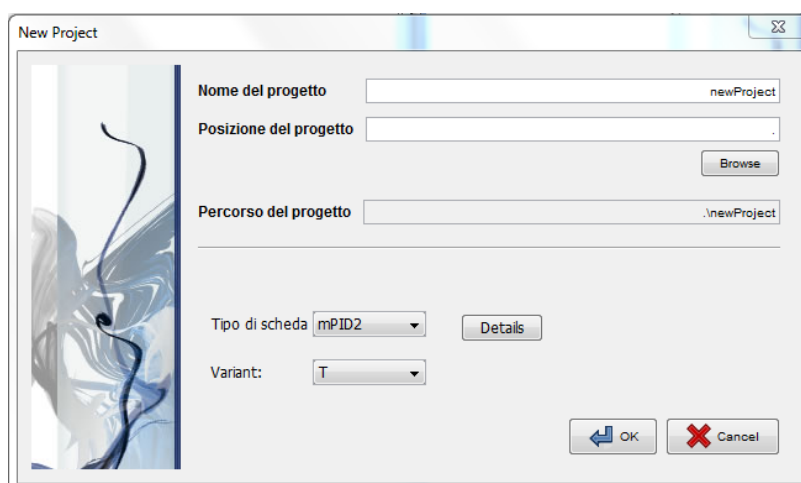 New Project
Nome del progetto newProject
Posizione del progetto .
Browse
Percorso del progetto .\newProject
Tipo di scheda mPID2 Details
Variant: T
OK Cancel